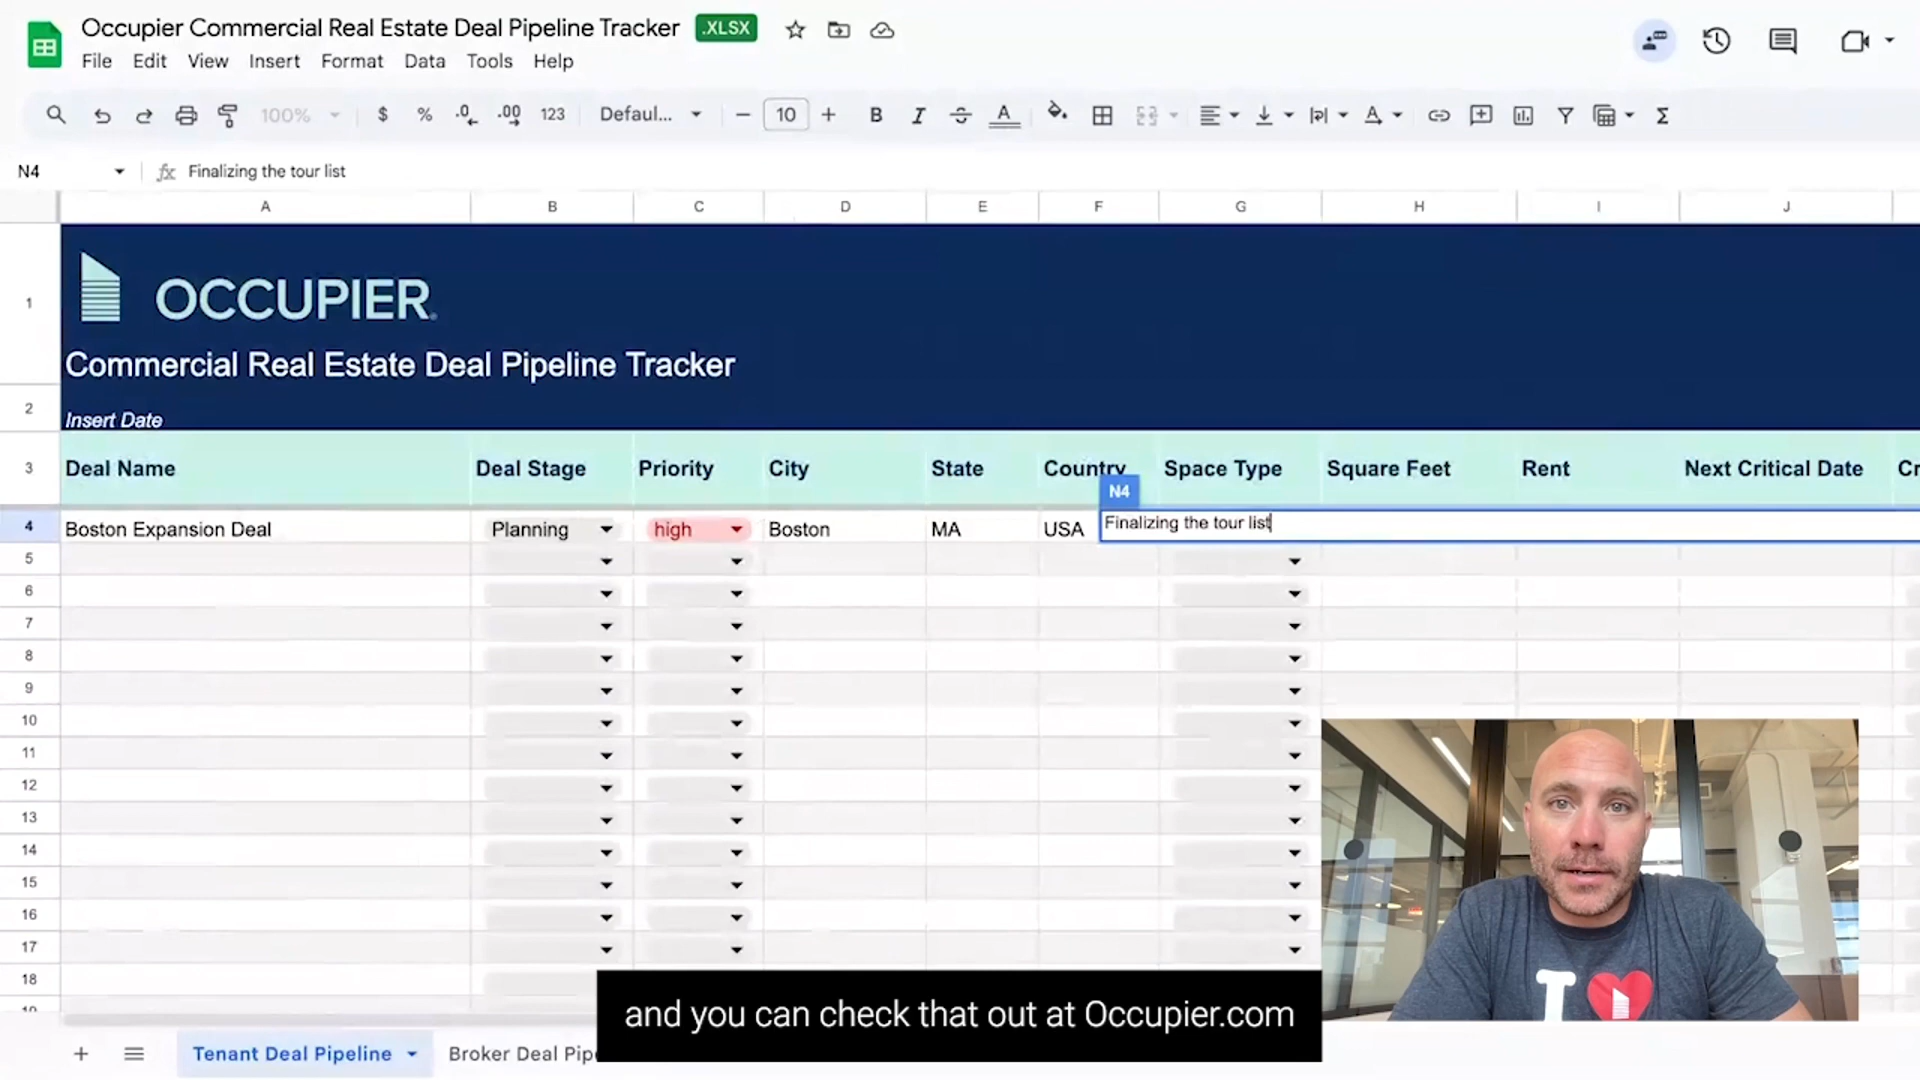 Occupier Commercial Real Estate Deal Pipeline Tracker .XLSX
File Edit View Insert Format Data Tools Help
100% $ % .0 .00 123 Defaul... − 10 + B I S A A Σ
N4 fx Finalizing the tour list
A B C D E F G H I J
1 OCCUPIER
Commercial Real Estate Deal Pipeline Tracker
2 Insert Date
3 Deal Name Deal Stage Priority City State Country Space Type Square Feet Rent Next Critical Date Cr
N4
4 Boston Expansion Deal Planning high Boston MA USA Finalizing the tour list
5
6
7
8
9
10
11
12
13
14
15
16
17
18
19
I
and you can check that out at Occupier.com
+ Tenant Deal Pipeline Broker Deal Pip